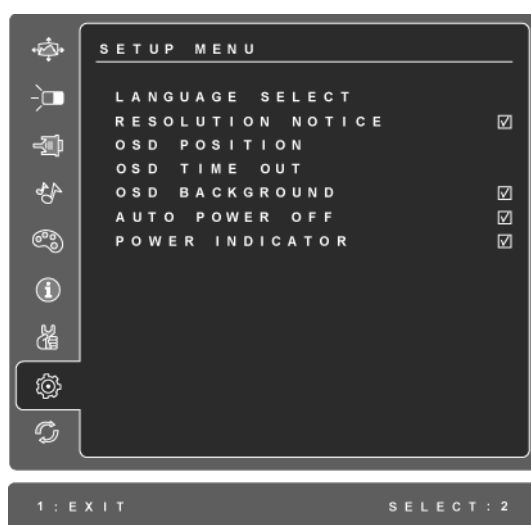 SETUP MENU
LANGUAGE SELECT
RESOLUTION NOTICE ☑
OSD POSITION
OSD TIME OUT
OSD BACKGROUND ☑
AUTO POWER OFF ☑
POWER INDICATOR ☑
1:EXIT SELECT:2